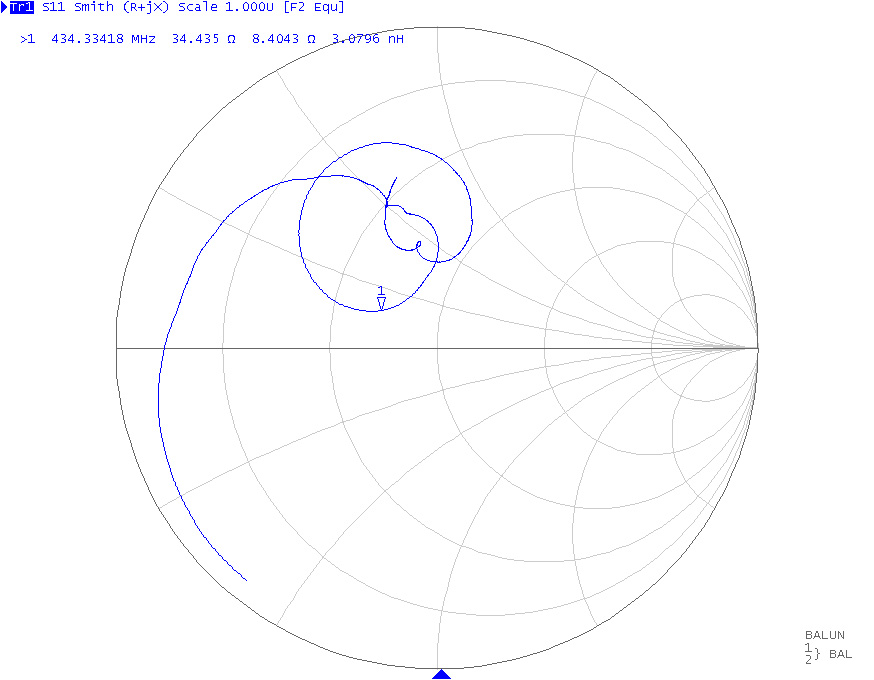 Tr1 S11 Smith (R+jX) Scale 1.000U [F2 Equ]
>1 434.33418 MHz 34.435 Ω 8.4043 Ω 3.0796 nH
1
BALUN
1
2} BAL